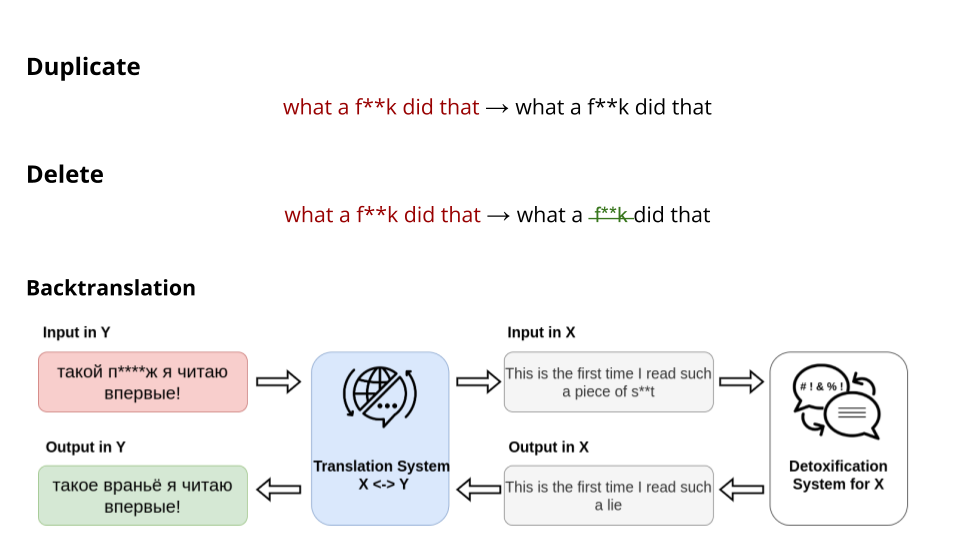 Duplicate
what a f**k did that → what a f**k did that
Delete
what a f**k did that → what a f**k did that
Backtranslation
Input in Y
Input in X
такой п****ж я читаю
впервые!
This is the first time I read such
a piece of s**t
# ! & % !
Output in Y
Output in X
Translation System
X <-> Y
Detoxification
System for X
такое враньё я читаю
впервые!
This is the first time I read such
a lie